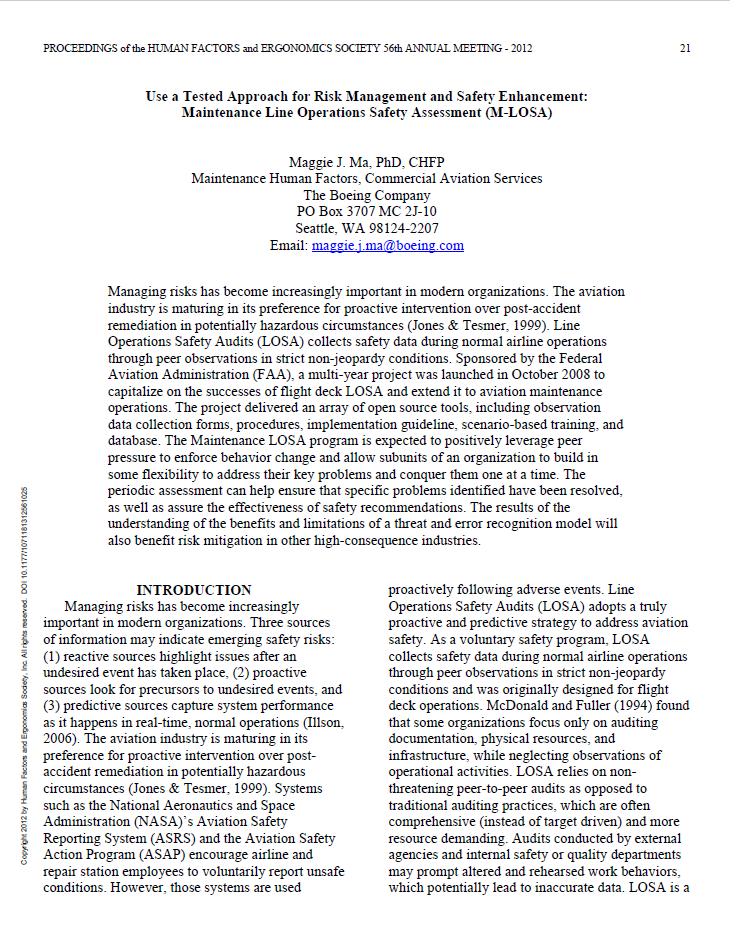 PROCEEDINGS of the HUMAN FACTORS and ERGONOMICS SOCIETY 56th ANNUAL MEETING - 2012 21
Use a Tested Approach for Risk Management and Safety Enhancement:
Maintenance Line Operations Safety Assessment (M-LOSA)
Maggie J. Ma, PhD, CHFP
Maintenance Human Factors, Commercial Aviation Services
The Boeing Company
PO Box 3707 MC 2J-10
Seattle, WA 98124-2207
Email: maggie.j.ma@boeing.com
Managing risks has become increasingly important in modern organizations. The aviation
industry is maturing in its preference for proactive intervention over post-accident
remediation in potentially hazardous circumstances (Jones & Tesmer, 1999). Line
Operations Safety Audits (LOSA) collects safety data during normal airline operations
through peer observations in strict non-jeopardy conditions. Sponsored by the Federal
Aviation Administration (FAA), a multi-year project was launched in October 2008 to
capitalize on the successes of flight deck LOSA and extend it to aviation maintenance
operations. The project delivered an array of open source tools, including observation
data collection forms, procedures, implementation guideline, scenario-based training, and
database. The Maintenance LOSA program is expected to positively leverage peer
pressure to enforce behavior change and allow subunits of an organization to build in
some flexibility to address their key problems and conquer them one at a time. The
periodic assessment can help ensure that specific problems identified have been resolved,
as well as assure the effectiveness of safety recommendations. The results of the
understanding of the benefits and limitations of a threat and error recognition model will
also benefit risk mitigation in other high-consequence industries.
INTRODUCTION
Managing risks has become increasingly
important in modern organizations. Three sources
of information may indicate emerging safety risks:
(1) reactive sources highlight issues after an
undesired event has taken place, (2) proactive
sources look for precursors to undesired events, and
(3) predictive sources capture system performance
as it happens in real-time, normal operations (Illson,
2006). The aviation industry is maturing in its
preference for proactive intervention over post-
accident remediation in potentially hazardous
circumstances (Jones & Tesmer, 1999). Systems
such as the National Aeronautics and Space
Administration (NASA)'s Aviation Safety
Reporting System (ASRS) and the Aviation Safety
Action Program (ASAP) encourage airline and
repair station employees to voluntarily report unsafe
conditions. However, those systems are used
proactively following adverse events. Line
Operations Safety Audits (LOSA) adopts a truly
proactive and predictive strategy to address aviation
safety. As a voluntary safety program, LOSA
collects safety data during normal airline operations
through peer observations in strict non-jeopardy
conditions and was originally designed for flight
deck operations. McDonald and Fuller (1994) found
that some organizations focus only on auditing
documentation, physical resources, and
infrastructure, while neglecting observations of
operational activities. LOSA relies on non-
threatening peer-to-peer audits as opposed to
traditional auditing practices, which are often
comprehensive (instead of target driven) and more
resource demanding. Audits conducted by external
agencies and internal safety or quality departments
may prompt altered and rehearsed work behaviors,
which potentially lead to inaccurate data. LOSA is a
Copyright 2012 by Human Factors and Ergonomics Society, Inc. All rights reserved. DOI 10.1177/1071181312561025